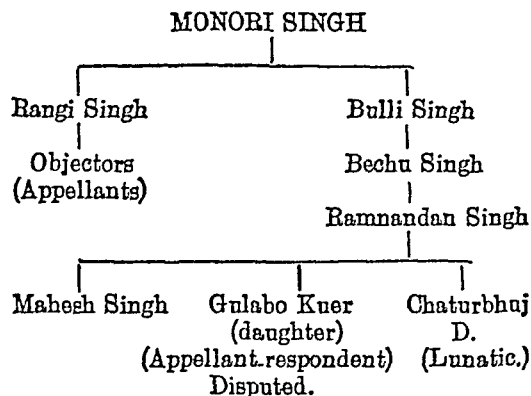 MONORI SINGH
Rangi Singh Bulli Singh
Objectors Bechu Singh
(Appellants)
Ramnandan Singh
Mahesh Singh Gulabo Kuer Chaturbhuj
(daughter) D.
(Appellant-respondent) (Lunatic.)
Disputed.